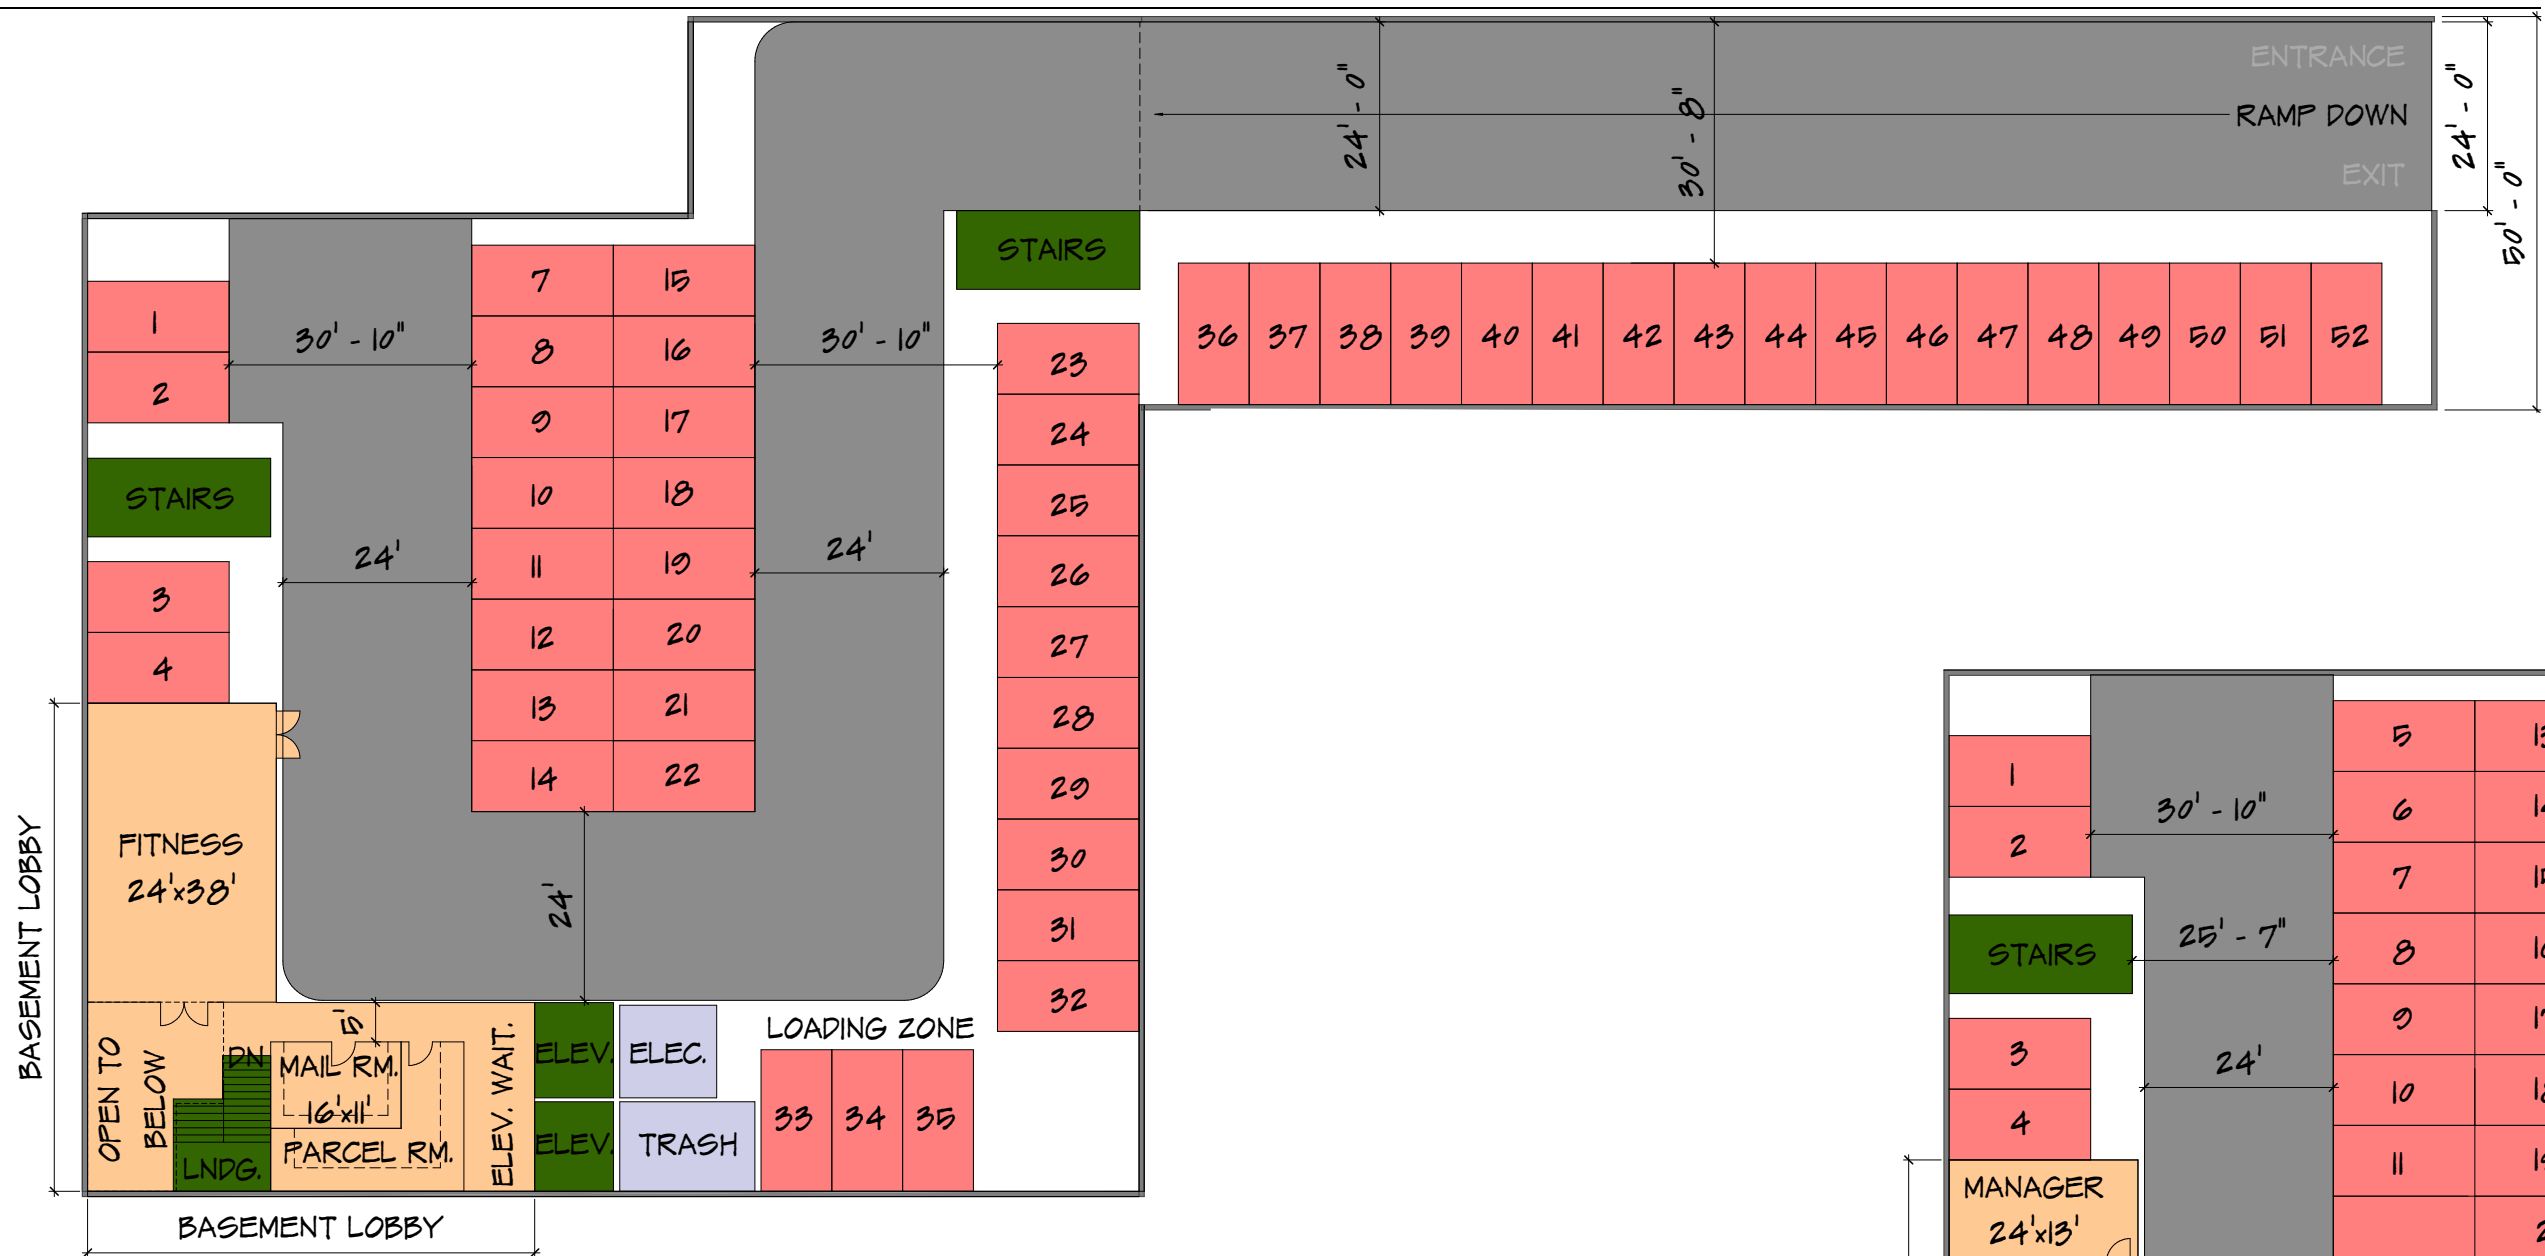 ENTRANCE
RAMP DOWN
EXIT
24' - 0"
30' - 8"
24' - 0"
50' - 0"
STAIRS
36 37 38 39 40 41 42 43 44 45 46 47 48 49 50 51 52
1
2
30' - 10"
7 15
8 16
9 17
10 18
11 19
12 20
13 21
14 22
30' - 10"
23
24
25
26
27
28
29
30
31
32
STAIRS
24'
24'
3
4
FITNESS
24'x38'
24'
BASEMENT LOBBY
5'
OPEN TO
BELOW
DN
MAIL RM.
16'x11'
PARCEL RM.
LNDG.
ELEV. WAIT.
ELEV.
ELEV.
ELEC.
TRASH
LOADING ZONE
33 34 35
BASEMENT LOBBY
1
2
30' - 10"
STAIRS
25' - 7"
3
4
24'
5
6
7
8
9
10
11
MANAGER
24'x13'